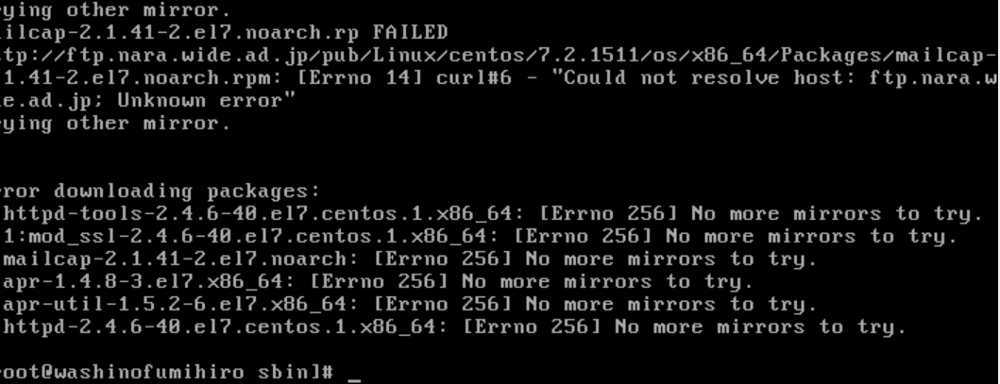 ying other mirror.
ilcap-2.1.41-2.el7.noarch.rp FAILED
tp://ftp.nara.wide.ad.jp/pub/Linux/centos/7.2.1511/os/x86_64/Packages/mailcap-
1.41-2.el7.noarch.rpm: [Errno 14] curl#6 - "Could not resolve host: ftp.nara.w
e.ad.jp; Unknown error"
ying other mirror.
ror downloading packages:
httpd-tools-2.4.6-40.el7.centos.1.x86_64: [Errno 256] No more mirrors to try.
1:mod_ssl-2.4.6-40.el7.centos.1.x86_64: [Errno 256] No more mirrors to try.
mailcap-2.1.41-2.el7.noarch: [Errno 256] No more mirrors to try.
apr-1.4.8-3.el7.x86_64: [Errno 256] No more mirrors to try.
apr-util-1.5.2-6.el7.x86_64: [Errno 256] No more mirrors to try.
httpd-2.4.6-40.el7.centos.1.x86_64: [Errno 256] No more mirrors to try.
oot@washinofumihiro sbin]# _